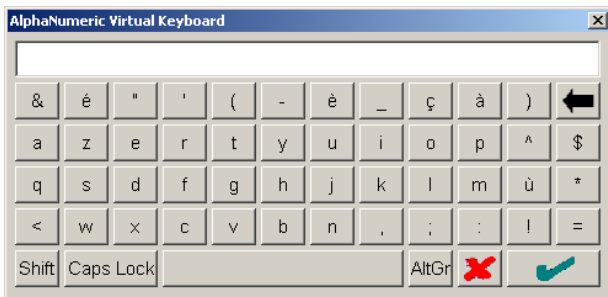 AlphaNumeric Virtual Keyboard
& é " ' ( - è _ ç à )
a z e r t y u i o p ^ $
q s d f g h j k l m ù *
< w x c v b n , ; : ! =
Shift Caps Lock AltGr